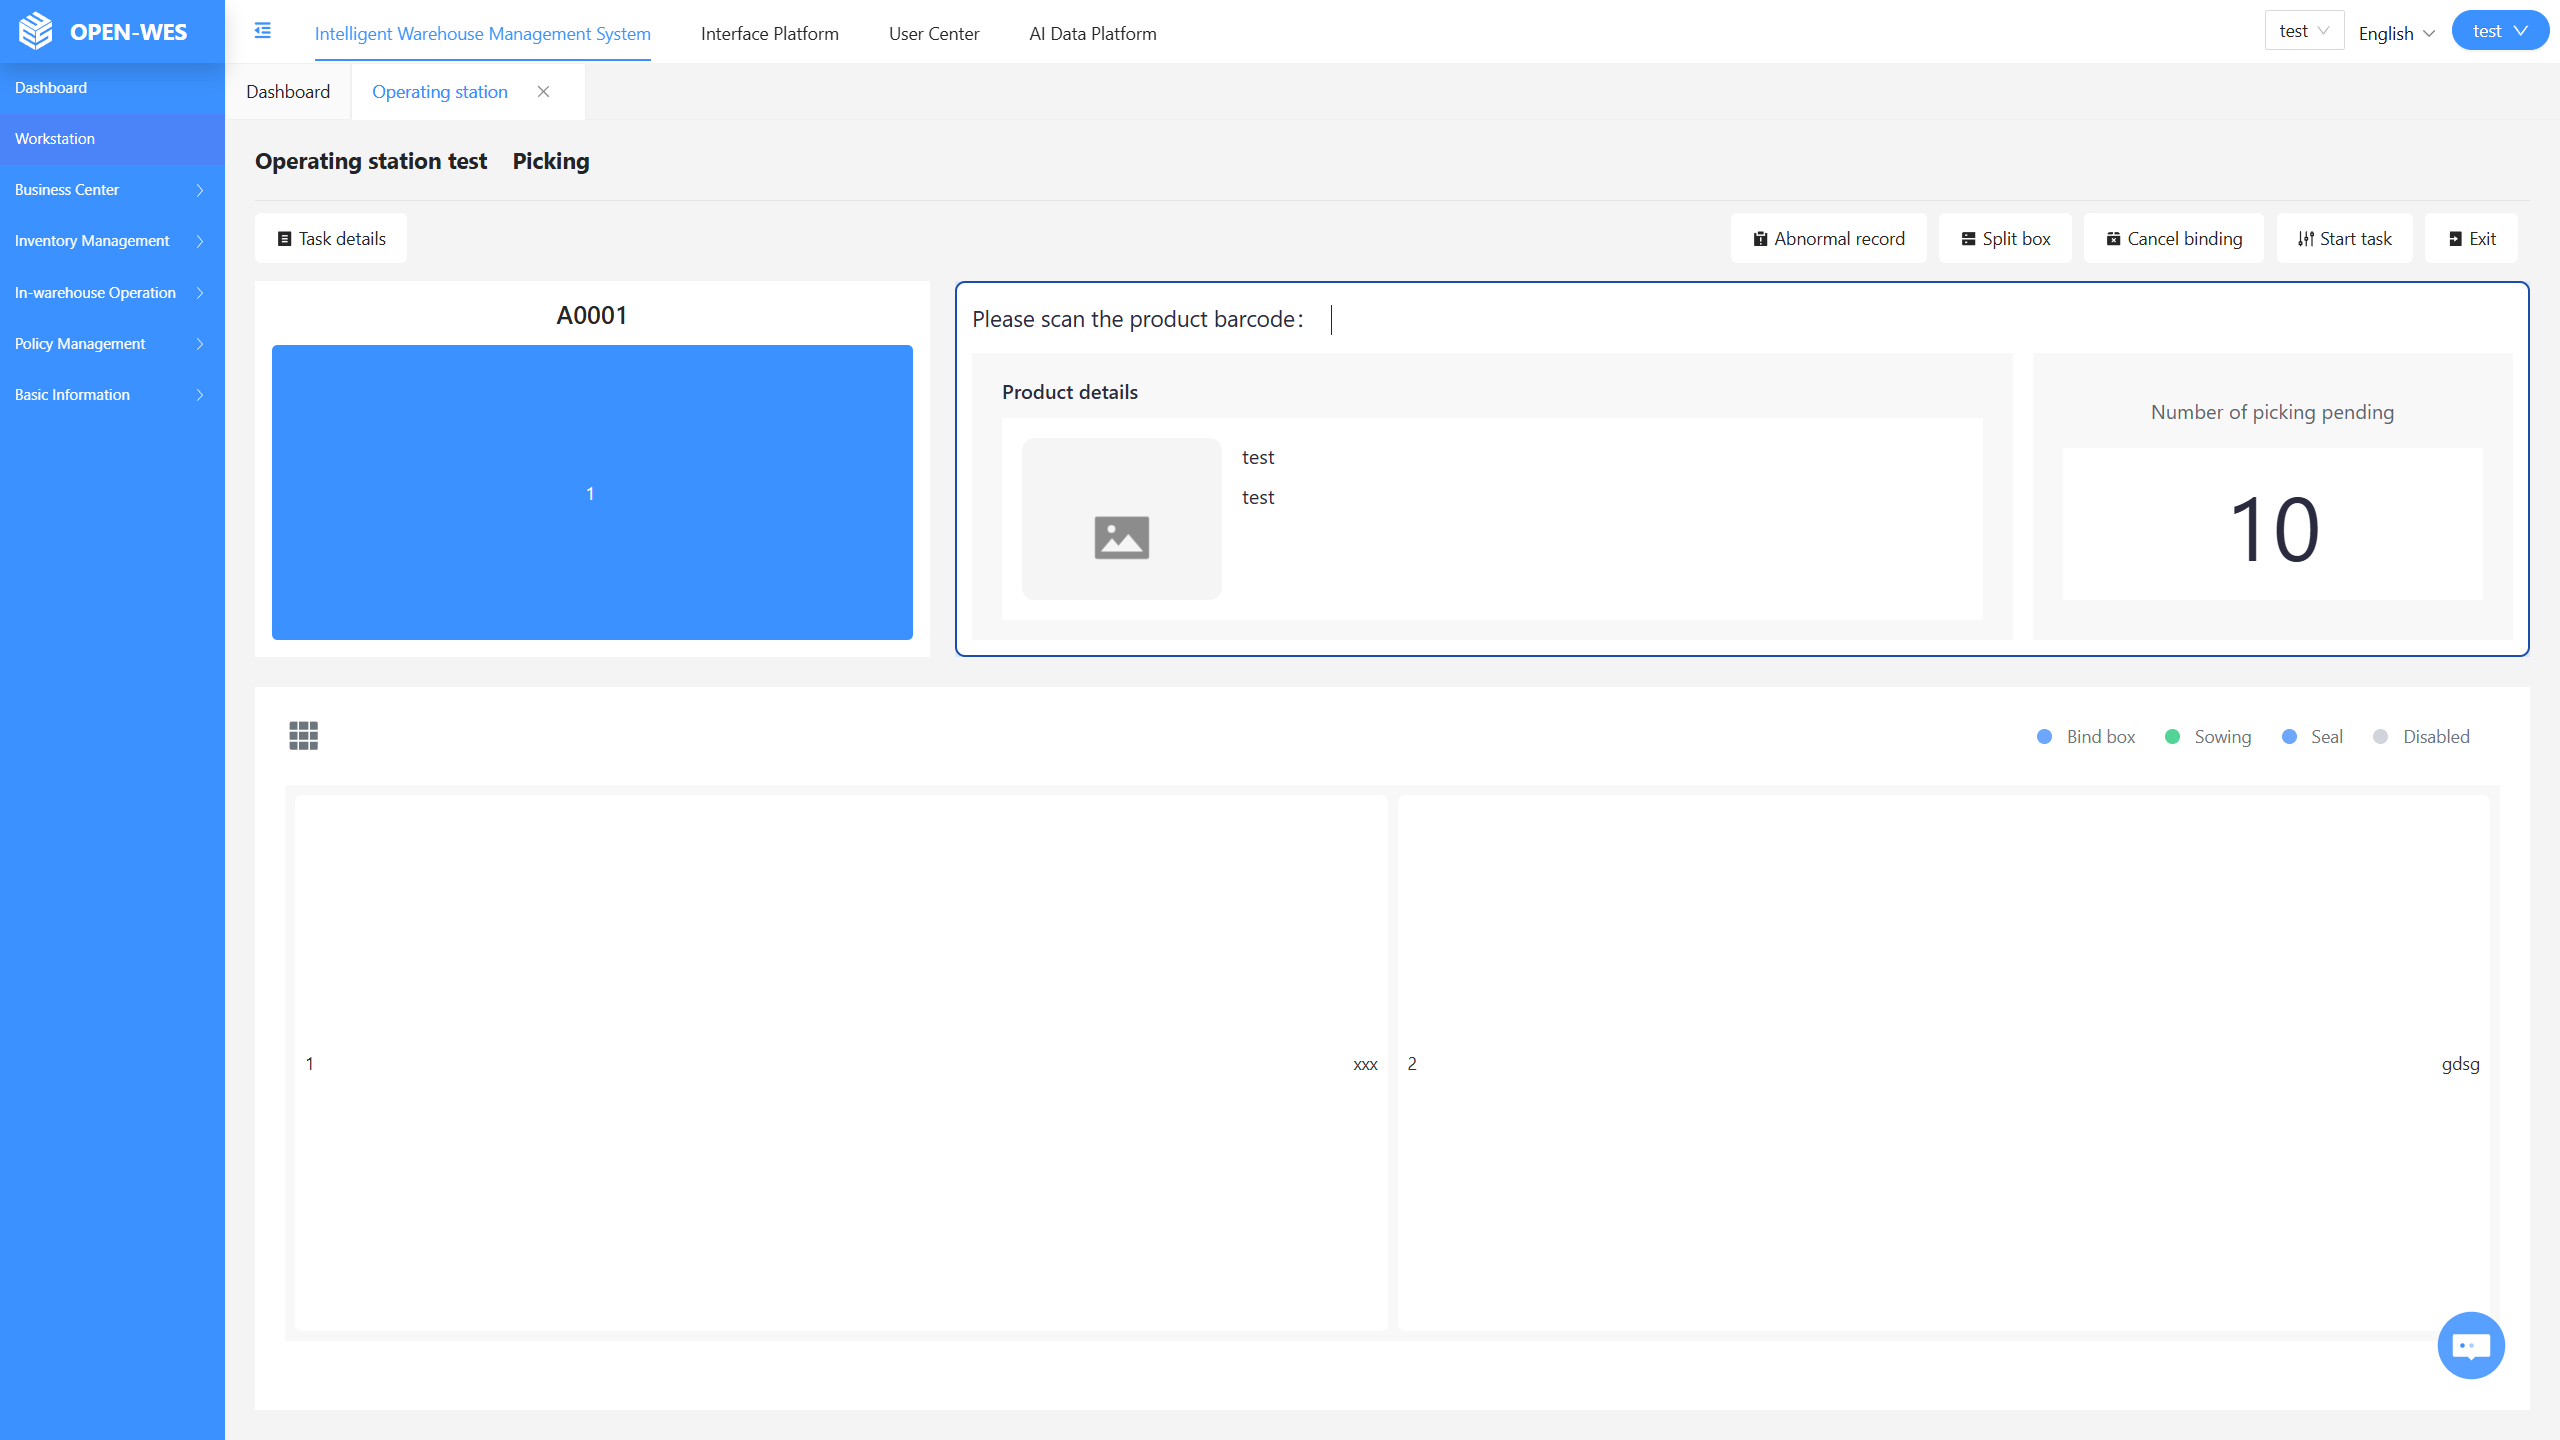 OPEN-WES
Intelligent Warehouse Management System
Interface Platform
User Center
AI Data Platform
test
English
test
Dashboard
Workstation
Business Center
Inventory Management
In-warehouse Operation
Policy Management
Basic Information
Dashboard
Operating station
Operating station test Picking
Task details
Abnormal record
Split box
Cancel binding
Start task
Exit
A0001
1
Please scan the product barcode：
Product details
test
test
Number of picking pending
10
Bind box
Sowing
Seal
Disabled
1
xxx
2
gdsg